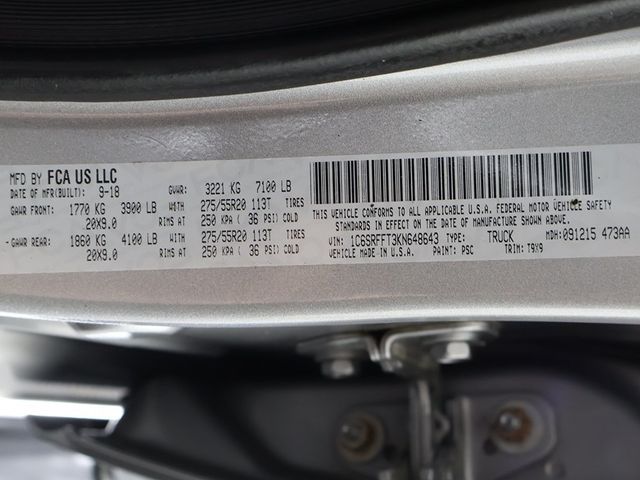 MFD BY FCA US LLC
DATE OF MFR(BUILT): 9-18 GVWR: 3221 KG 7100 LB
GAWR FRONT: 1770 KG 3900 LB WITH 275/55R20 113T TIRES
20X9.0 RIMS AT 250 KPA ( 36 PSI) COLD
GAWR REAR: 1860 KG 4100 LB WITH 275/55R20 113T TIRES
20X9.0 RIMS AT 250 KPA ( 36 PSI) COLD
THIS VEHICLE CONFORMS TO ALL APPLICABLE U.S.A. FEDERAL MOTOR VEHICLE SAFETY
STANDARDS IN EFFECT ON THE DATE OF MANUFACTURE SHOWN ABOVE.
VIN: 1C6SRFFT3KN648643 TYPE: TRUCK MDH: 091215 473AA
VEHICLE MADE IN U.S.A. PAINT: PSC TRIM: T9X9